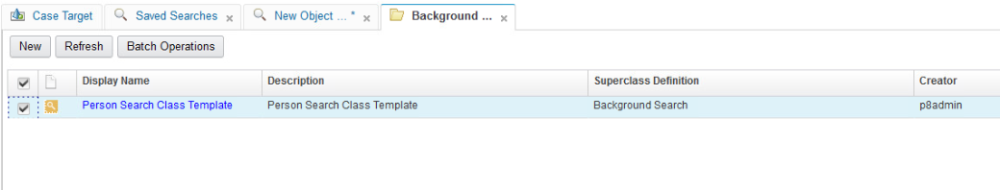 Case Target Saved Searches x New Object ... * x Background ... x
New Refresh Batch Operations
Display Name Description Superclass Definition Creator
Person Search Class Template Person Search Class Template Background Search p8admin